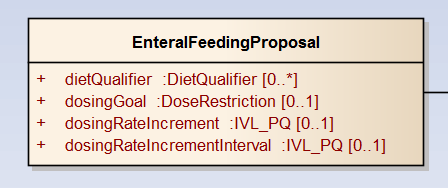 EnteralFeedingProposal
+ dietQualifier :DietQualifier [0..*]
+ dosingGoal :DoseRestriction [0..1]
+ dosingRateIncrement :IVL_PQ [0..1]
+ dosingRateIncrementInterval :IVL_PQ [0..1]